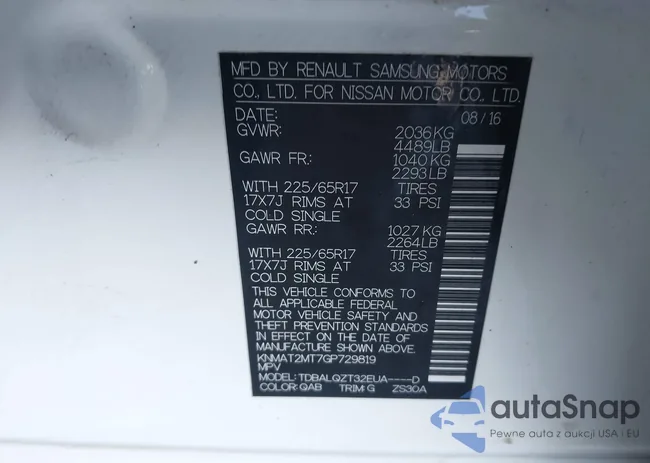 MFD BY RENAULT SAMSUNG MOTORS
CO., LTD. FOR NISSAN MOTOR CO., LTD.
DATE: 08/16
GVWR: 2036KG
4489LB
GAWR FR: 1040KG
2293LB
WITH 225/65R17 TIRES
17X7J RIMS AT 33 PSI
COLD SINGLE
GAWR RR: 1027KG
2264LB
WITH 225/65R17 TIRES
17X7J RIMS AT 33 PSI
COLD SINGLE
THIS VEHICLE CONFORMS TO
ALL APPLICABLE FEDERAL
MOTOR VEHICLE SAFETY AND
THEFT PREVENTION STANDARDS
IN EFFECT ON THE DATE OF
MANUFACTURE SHOWN ABOVE.
KNMAT2MT7GP729819
MPV
MODEL: TDBALQZT32EUA----D
COLOR: QAB TRIM: G ZS30A
autaSnap
Pewne auta z aukcji USA i EU